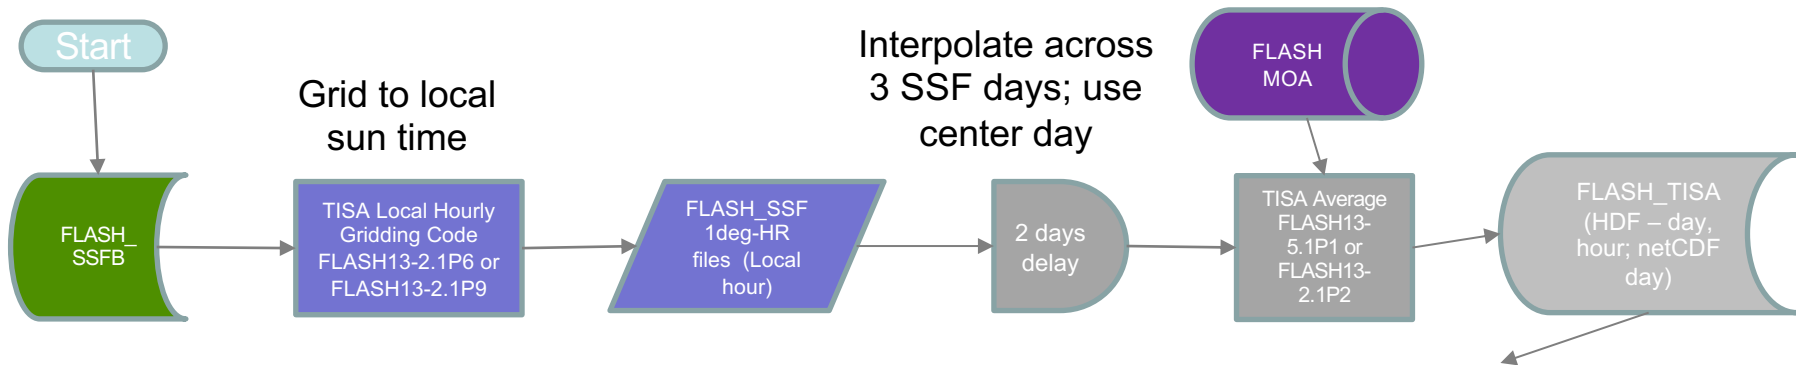 Start
Grid to local
sun time
Interpolate across
3 SSF days; use
center day
FLASH
MOA
FLASH_
SSFB
TISA Local Hourly
Gridding Code
FLASH13-2.1P6 or
FLASH13-2.1P9
FLASH_SSF
1deg-HR
files (Local
hour)
2 days
delay
TISA Average
FLASH13-
5.1P1 or
FLASH13-
2.1P2
FLASH_TISA
(HDF – day,
hour; netCDF
day)